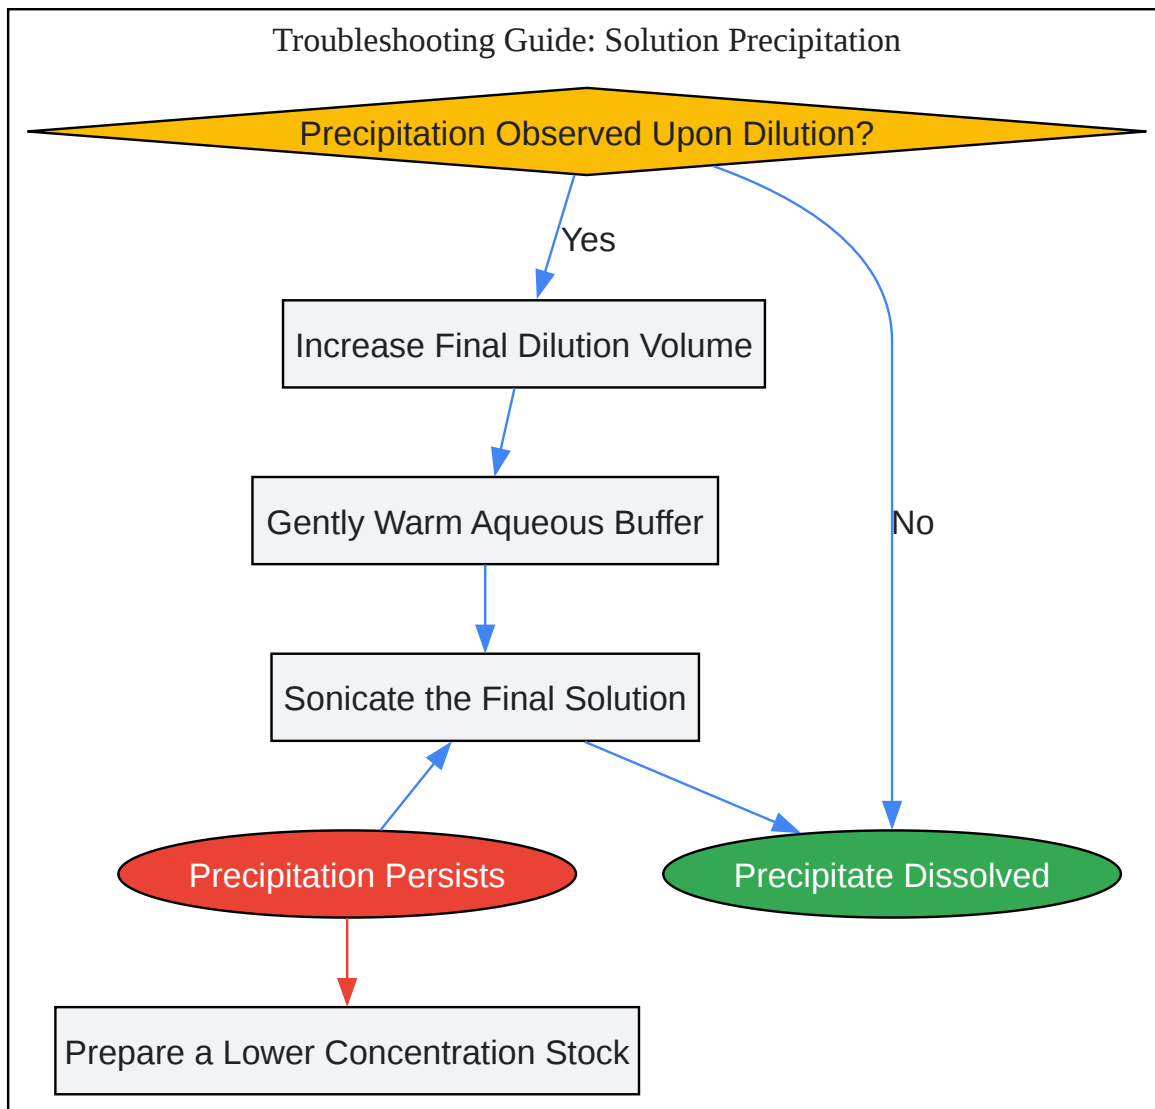 Troubleshooting Guide: Solution Precipitation
Precipitation Observed Upon Dilution?
Yes
Increase Final Dilution Volume
Gently Warm Aqueous Buffer
No
Sonicate the Final Solution
Precipitation Persists
Precipitate Dissolved
Prepare a Lower Concentration Stock